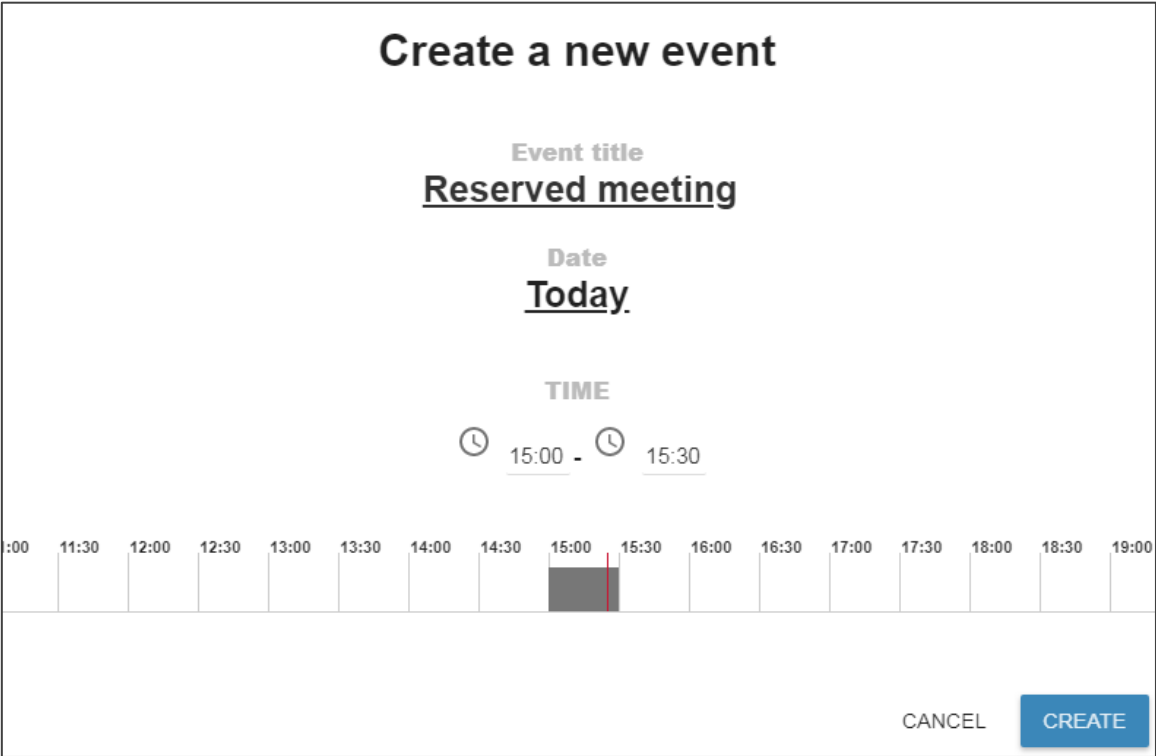 Create a new event
Event title
Reserved meeting
Date
Today
TIME
15:00 - 15:30
:00 11:30 12:00 12:30 13:00 13:30 14:00 14:30 15:00 15:30 16:00 16:30 17:00 17:30 18:00 18:30 19:00
CANCEL CREATE